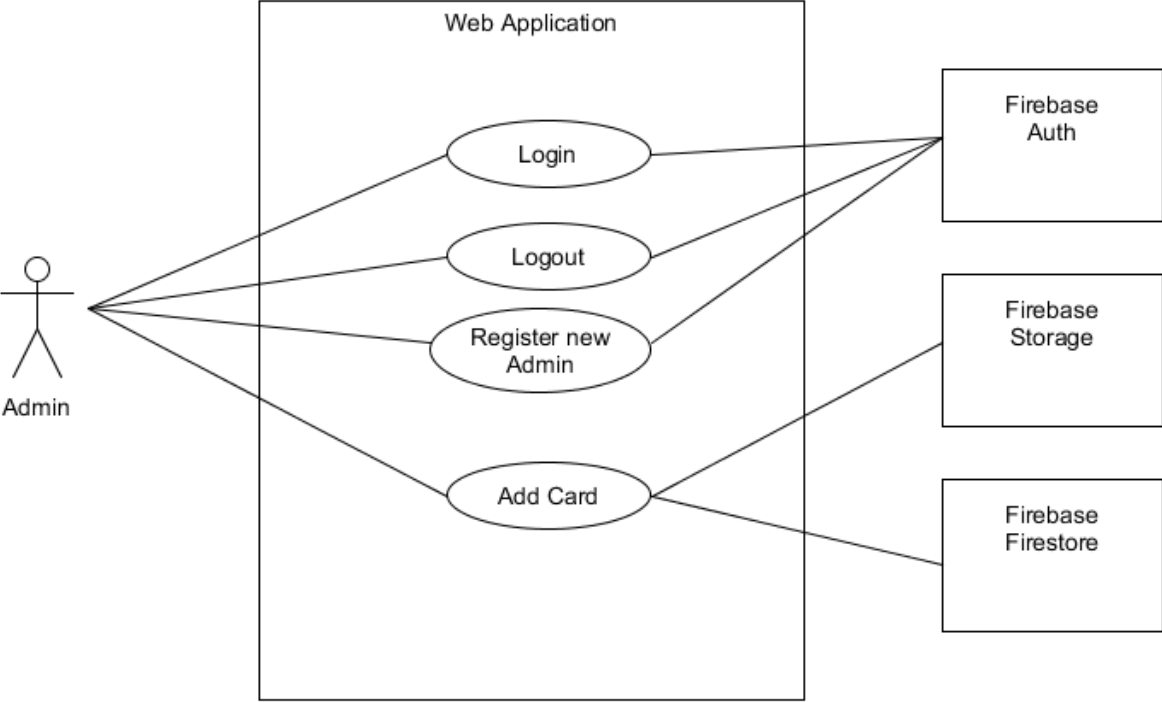 Web Application
Login
Logout
Register new
Admin
Add Card
Admin
Firebase
Auth
Firebase
Storage
Firebase
Firestore